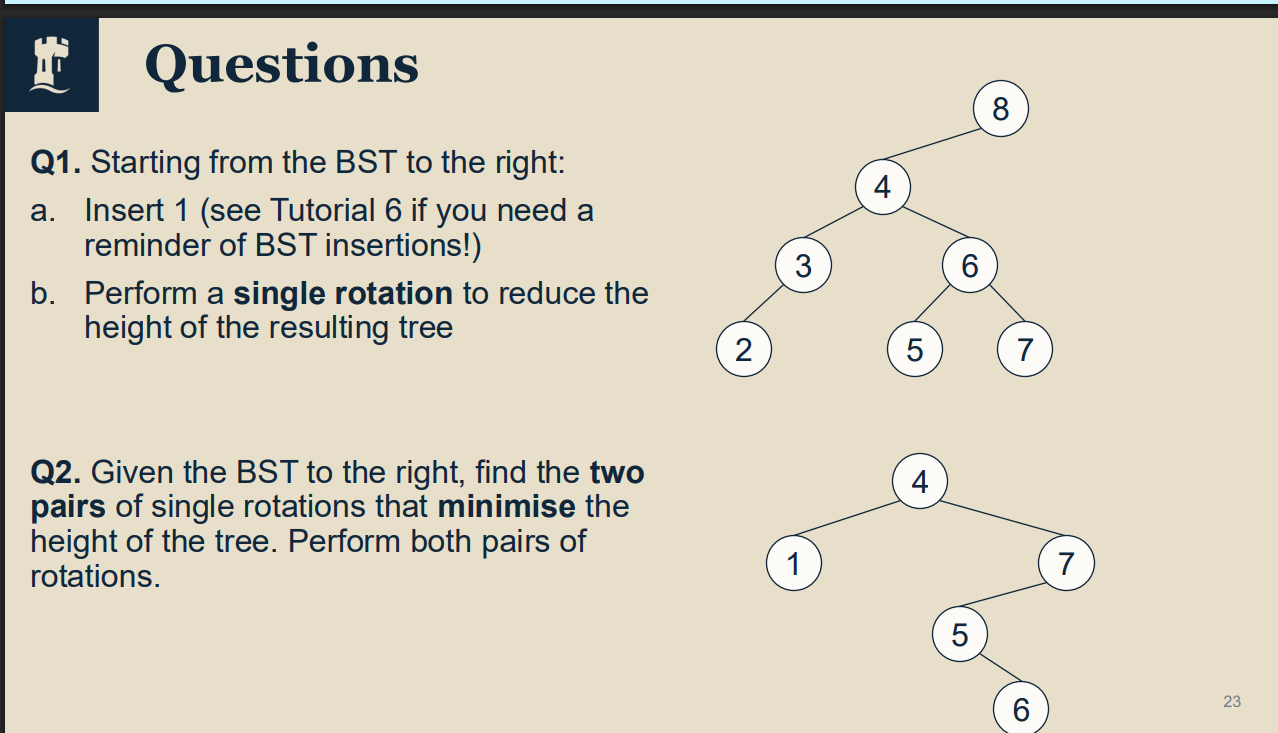 Questions
Q1. Starting from the BST to the right:
a. Insert 1 (see Tutorial 6 if you need a
reminder of BST insertions!)
b. Perform a single rotation to reduce the
height of the resulting tree
8
4
3 6
2 5 7
Q2. Given the BST to the right, find the two
pairs of single rotations that minimise the
height of the tree. Perform both pairs of
rotations.
4
1 7
5
6
23